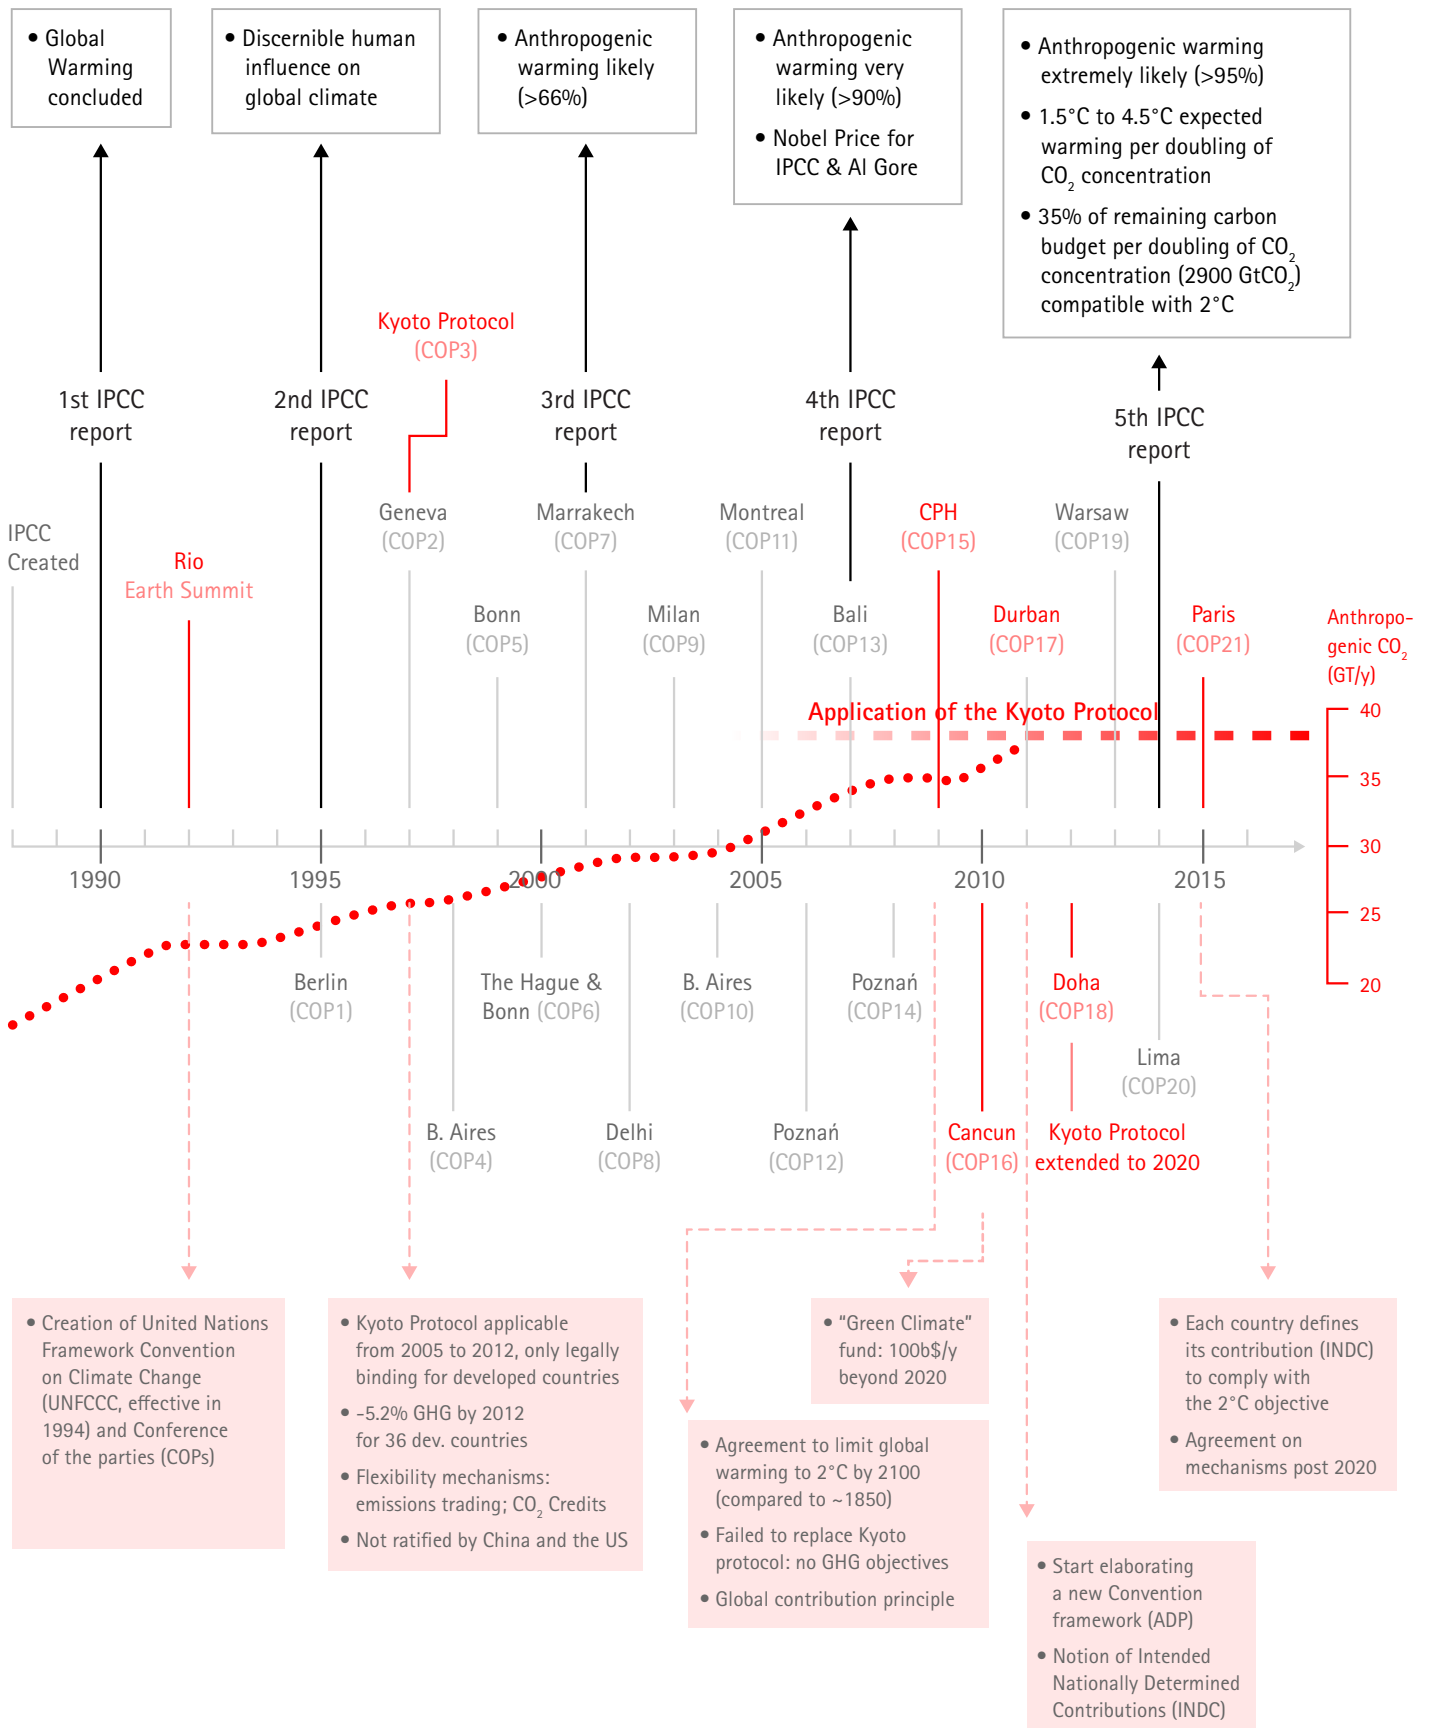 • Global
Warming
concluded
• Discernible human
influence on
global climate
• Anthropogenic
warming likely
(>66%)
• Anthropogenic
warming very
likely (>90%)
• Nobel Price for
IPCC & Al Gore
• Anthropogenic warming
extremely likely (>95%)
• 1.5°C to 4.5°C expected
warming per doubling of
CO₂ concentration
• 35% of remaining carbon
budget per doubling of CO₂
concentration (2900 GtCO₂)
compatible with 2°C
Kyoto Protocol
(COP3)
1st IPCC
report
2nd IPCC
report
3rd IPCC
report
4th IPCC
report
5th IPCC
report
IPCC
Created
Rio
Earth Summit
Geneva
(COP2)
Marrakech
(COP7)
Montreal
(COP11)
CPH
(COP15)
Warsaw
(COP19)
Bonn
(COP5)
Milan
(COP9)
Bali
(COP13)
Durban
(COP17)
Paris
(COP21)
Anthropo-
genic CO₂
(GT/y)
Application of the Kyoto Protocol
40
35
30
25
20
1990
1995
2000
2005
2010
2015
Berlin
(COP1)
The Hague &
Bonn (COP6)
B. Aires
(COP10)
Poznań
(COP14)
Doha
(COP18)
Lima
(COP20)
B. Aires
(COP4)
Delhi
(COP8)
Poznań
(COP12)
Cancun
(COP16)
Kyoto Protocol
extended to 2020
• Creation of United Nations
Framework Convention
on Climate Change
(UNFCCC, effective in
1994) and Conference
of the parties (COPs)
• Kyoto Protocol applicable
from 2005 to 2012, only legally
binding for developed countries
• -5.2% GHG by 2012
for 36 dev. countries
• Flexibility mechanisms:
emissions trading; CO₂ Credits
• Not ratified by China and the US
• Agreement to limit global
warming to 2°C by 2100
(compared to ~1850)
• Failed to replace Kyoto
protocol: no GHG objectives
• Global contribution principle
• “Green Climate”
fund: 100b$/y
beyond 2020
• Start elaborating
a new Convention
framework (ADP)
• Notion of Intended
Nationally Determined
Contributions (INDC)
• Each country defines
its contribution (INDC)
to comply with
the 2°C objective
• Agreement on
mechanisms post 2020